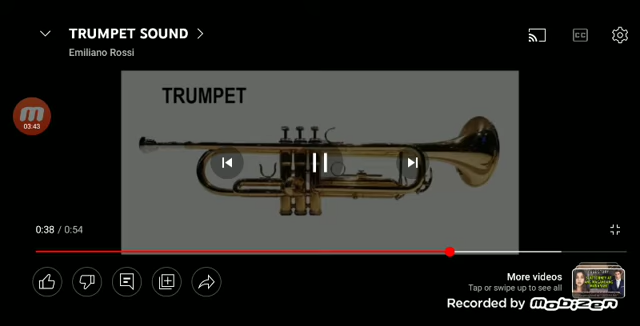 TRUMPET SOUND
Emiliano Rossi
CC
TRUMPET
03:43
0:38 / 0:54
More videos
Tap or swipe up to see all
Recorded by Mobizen